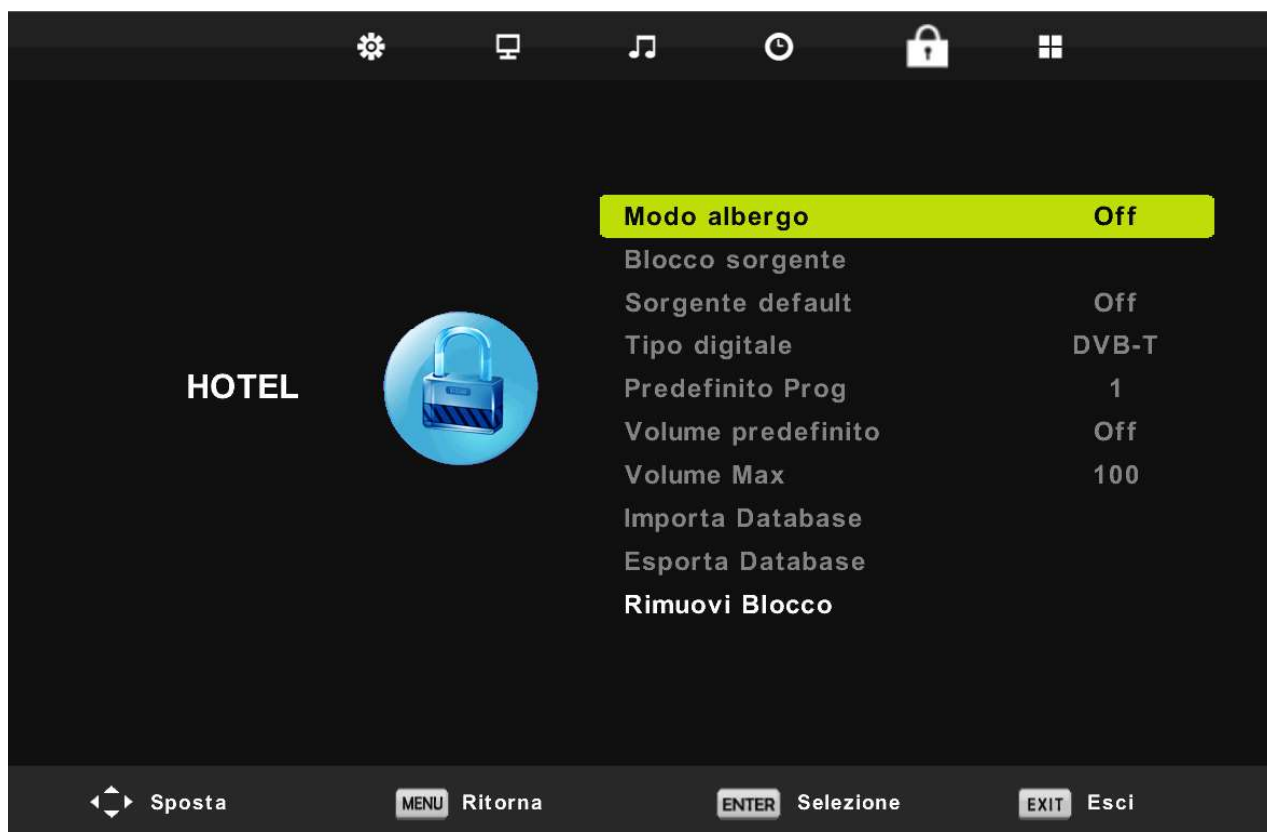 Modo albergo Off
Blocco sorgente
Sorgente default Off
Tipo digitale DVB-T
HOTEL
Predefinito Prog 1
Volume predefinito Off
Volume Max 100
Importa Database
Esporta Database
Rimuovi Blocco
Sposta MENU Ritorna ENTER Selezione EXIT Esci